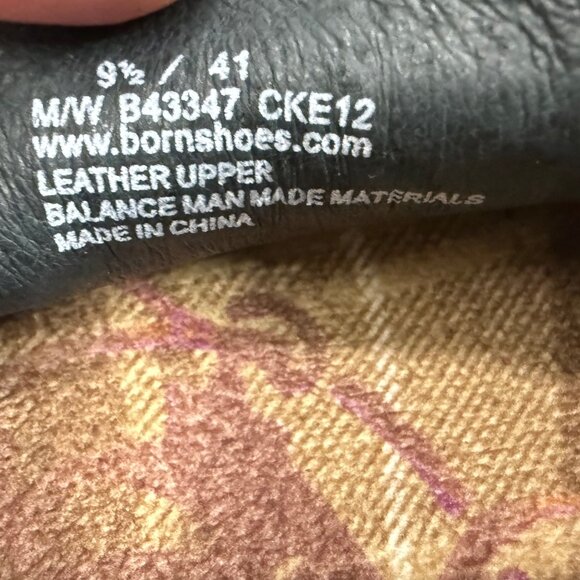 9½ / 41
M/W B43347 CKE12
www.bornshoes.com
LEATHER UPPER
BALANCE MAN MADE MATERIALS
MADE IN CHINA